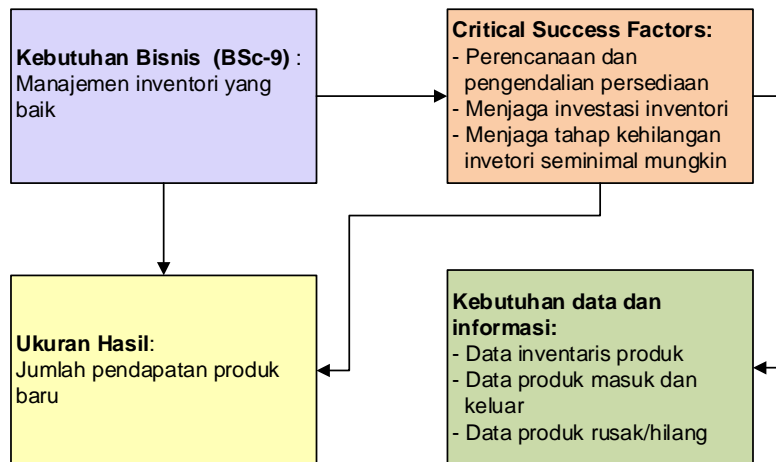 Kebutuhan Bisnis  (BSc-9) :
Manajemen inventori yang
baik
Critical Success Factors:
- Perencanaan dan
pengendalian persediaan
- Menjaga investasi inventori
- Menjaga tahap kehilangan
invetori seminimal mungkin
Ukuran Hasil:
Jumlah pendapatan produk
baru
Kebutuhan data dan
informasi:
- Data inventaris produk
- Data produk masuk dan
keluar
- Data produk rusak/hilang